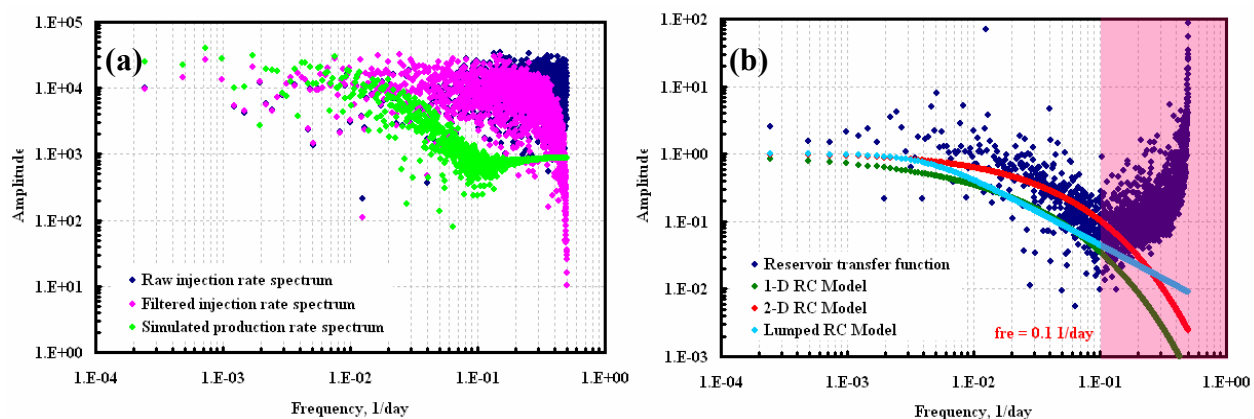 (a)
1.E+05
1.E+04
1.E+03
1.E+02
1.E+01
1.E+00
Amplitude
Raw injection rate spectrum
Filtered injection rate spectrum
Simulated production rate spectrum
1.E-04
1.E-03
1.E-02
1.E-01
1.E+00
Frequency, 1/day
(b)
1.E+02
1.E+01
1.E+00
1.E-01
1.E-02
1.E-03
Amplitude
Reservoir transfer function
1-D RC Model
2-D RC Model
Lumped RC Model
fre = 0.1 1/day
1.E-04
1.E-03
1.E-02
1.E-01
1.E+00
Frequency, 1/day